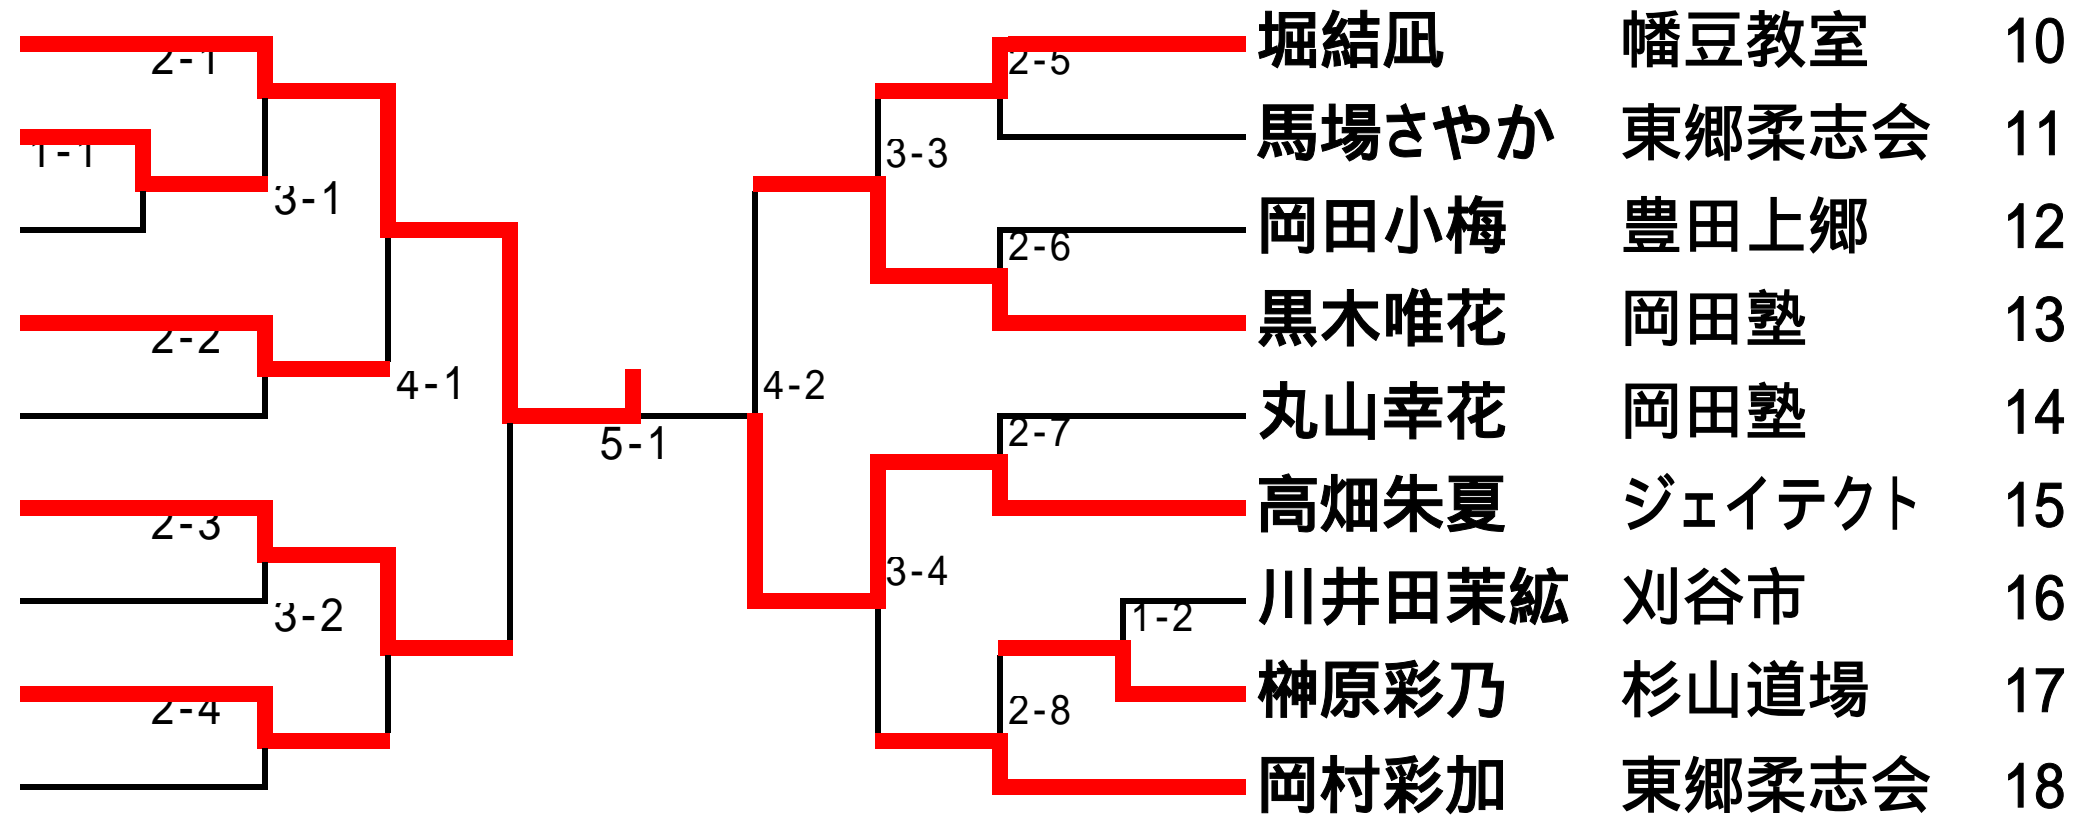 堀結凪 幡豆教室 10
2-1 2-5
馬場さやか 東郷柔志会 11
1-1 3-3
3-1
岡田小梅 豊田上郷 12
2-6
黒木唯花 岡田塾 13
2-2
4-1 4-2
丸山幸花 岡田塾 14
5-1 2-7
高畑朱夏 ジェイテクト 15
2-3
3-4
川井田茉紘 刈谷市 16
3-2 1-2
榊原彩乃 杉山道場 17
2-4 2-8
岡村彩加 東郷柔志会 18